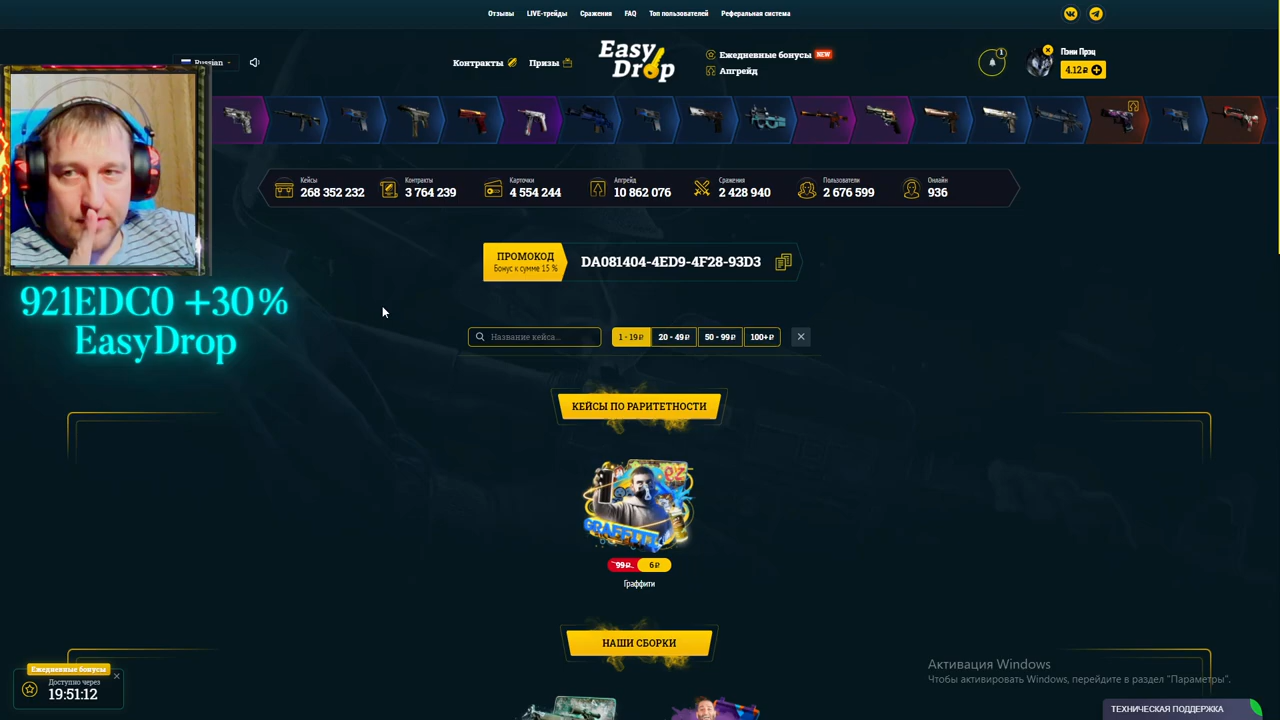 Отзывы LIVE-трейды Сражения FAQ Топ пользователей Реферальная система
Russian
Контракты Призы
Easy Drop
Ежедневные бонусы NEW
Апгрейд
1
Пэни Прэц
4.12₽
Кейсы
268 352 232
Контракты
3 764 239
Карточки
4 554 244
Апгрейд
10 862 076
Сражения
2 428 940
Пользователи
2 676 599
Онлайн
936
ПРОМОКОД
Бонус к сумме 15 %
DA081404-4ED9-4F28-93D3
921EDCO +30%
EasyDrop
Название кейса...
1 - 19₽ 20 - 49₽ 50 - 99₽ 100+₽
КЕЙСЫ ПО РАРИТЕТНОСТИ
GRAFFITI
99₽ 6₽
Граффити
НАШИ СБОРКИ
Ежедневные бонусы
Доступно через
19:51:12
Активация Windows
Чтобы активировать Windows, перейдите в раздел "Параметры".
ТЕХНИЧЕСКАЯ ПОДДЕРЖКА